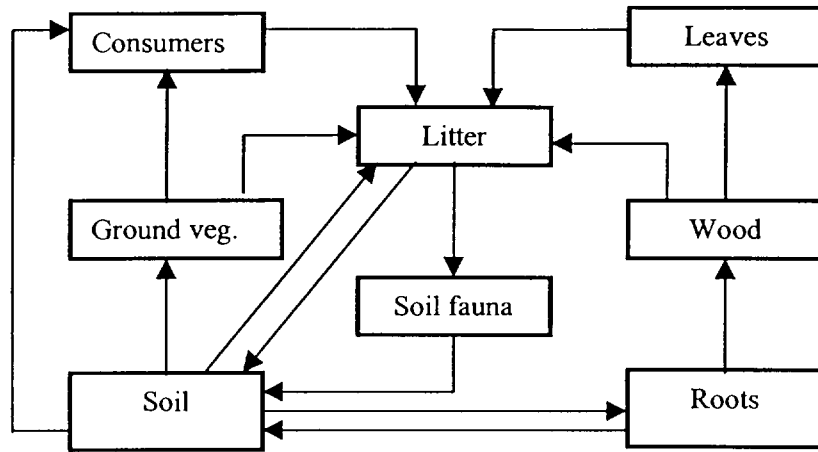 Consumers
Leaves
Litter
Ground veg.
Wood
Soil fauna
Soil
Roots